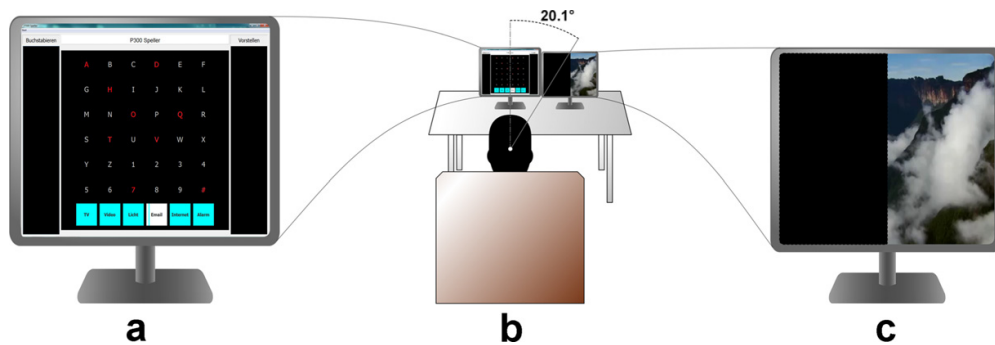 Buchstabieren P300 Speller Vorstellen
A B C D E F
G H I J K L
M N O P Q R
S T U V W X
Y Z 1 2 3 4
5 6 7 8 9 #
TV Video Licht Email Internet Alarm
20.1°
a b c